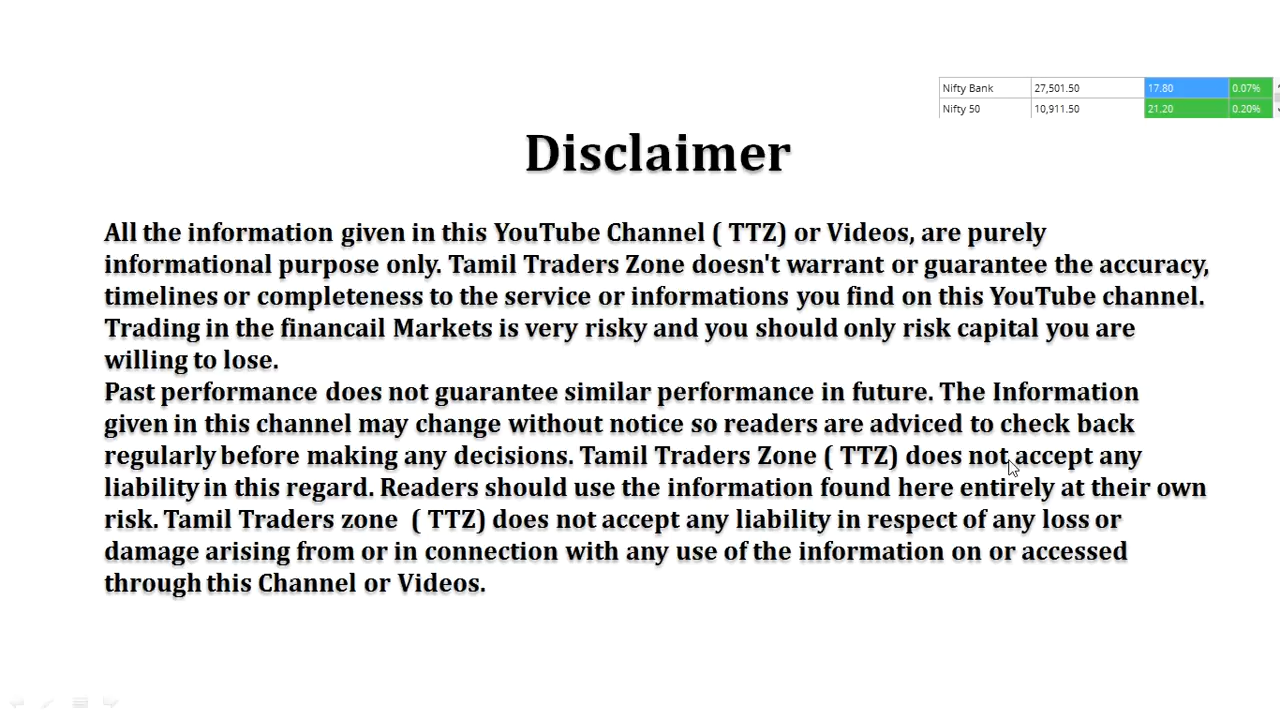 Nifty Bank 27,501.50 17.80 0.07%
Nifty 50 10,911.50 21.20 0.20%
Disclaimer
All the information given in this YouTube Channel ( TTZ) or Videos, are purely
informational purpose only. Tamil Traders Zone doesn't warrant or guarantee the accuracy,
timelines or completeness to the service or informations you find on this YouTube channel.
Trading in the financail Markets is very risky and you should only risk capital you are
willing to lose.
Past performance does not guarantee similar performance in future. The Information
given in this channel may change without notice so readers are adviced to check back
regularly before making any decisions. Tamil Traders Zone ( TTZ) does not accept any
liability in this regard. Readers should use the information found here entirely at their own
risk. Tamil Traders zone  ( TTZ) does not accept any liability in respect of any loss or
damage arising from or in connection with any use of the information on or accessed
through this Channel or Videos.